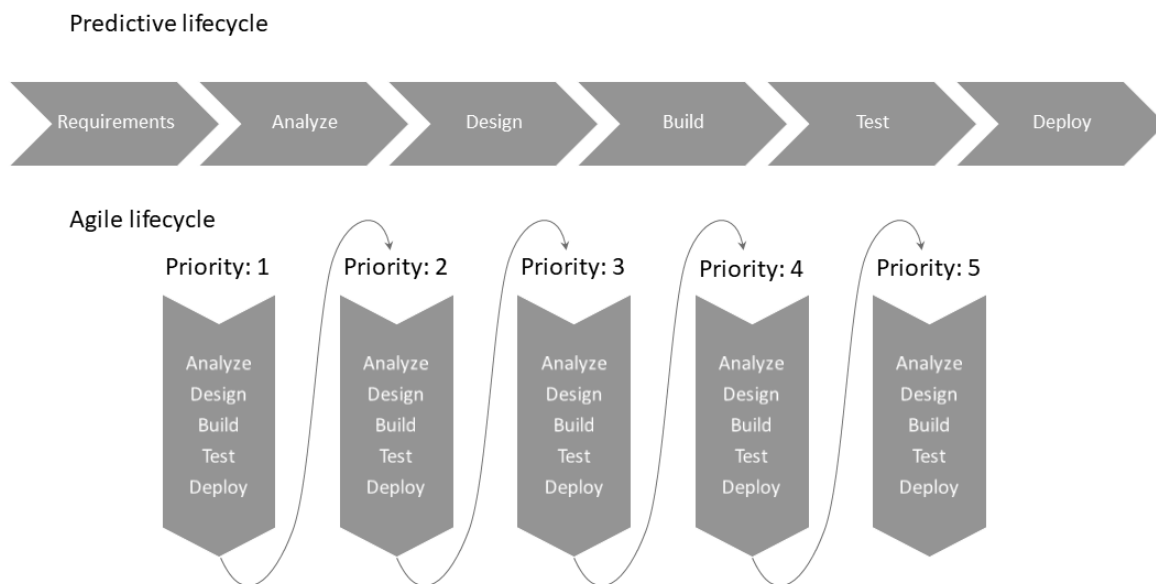 Predictive lifecycle
Requirements Analyze Design Build Test Deploy
Agile lifecycle
Priority: 1 Priority: 2 Priority: 3 Priority: 4 Priority: 5
Analyze Analyze Analyze Analyze Analyze
Design Design Design Design Design
Build Build Build Build Build
Test Test Test Test Test
Deploy Deploy Deploy Deploy Deploy